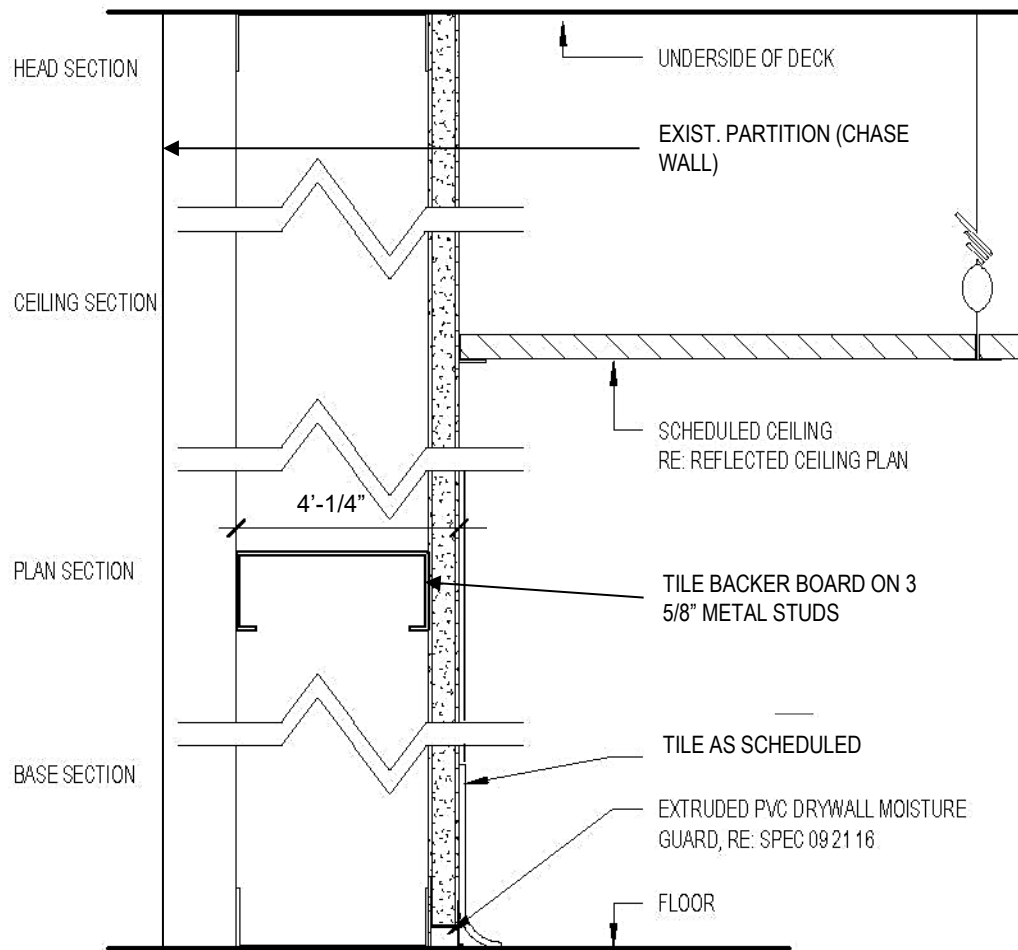 HEAD SECTION
UNDERSIDE OF DECK
EXIST. PARTITION (CHASE
WALL)
CEILING SECTION
SCHEDULED CEILING
RE: REFLECTED CEILING PLAN
4’-1/4”
PLAN SECTION
TILE BACKER BOARD ON 3
5/8” METAL STUDS
TILE AS SCHEDULED
BASE SECTION
EXTRUDED PVC DRYWALL MOISTURE
GUARD, RE: SPEC 09 21 16
FLOOR